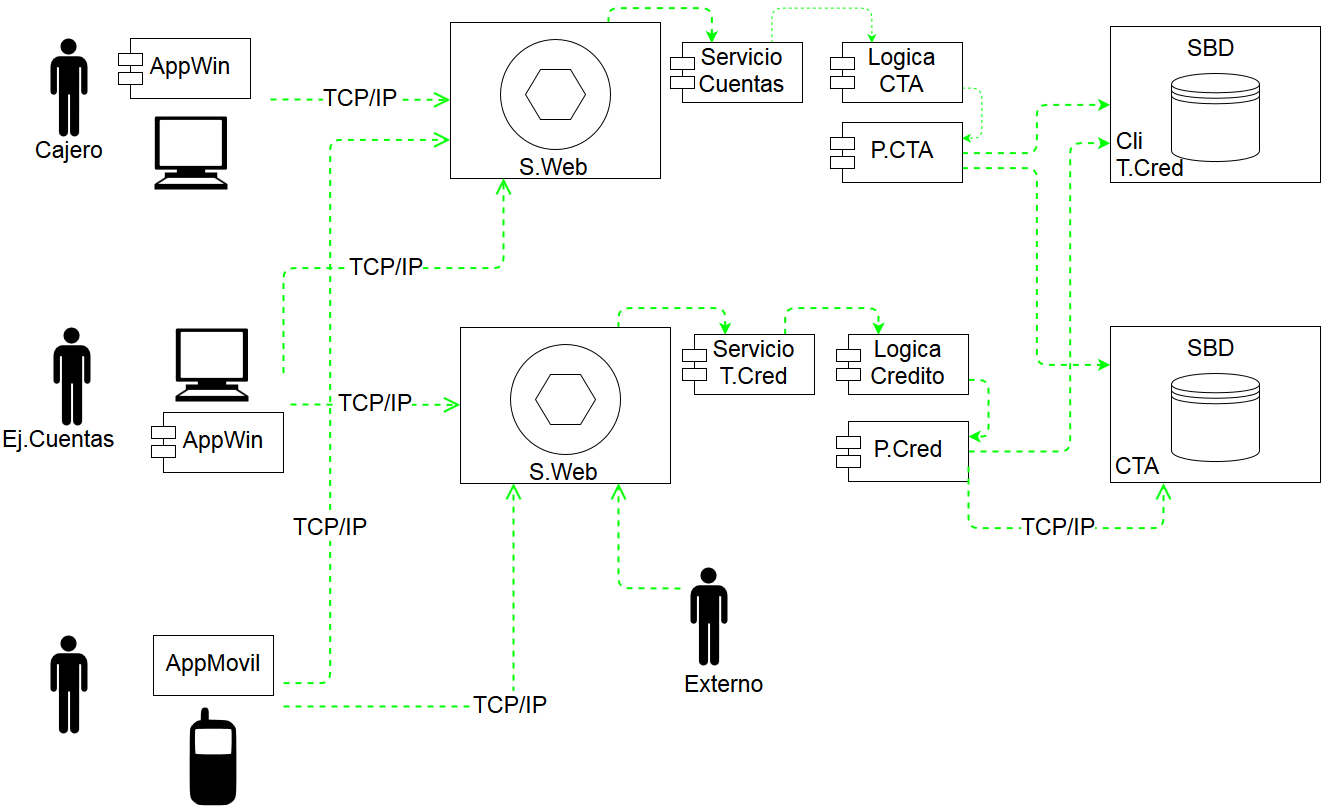 AppWin
Cajero
TCP/IP
S.Web
Servicio
Cuentas
Logica
CTA
P.CTA
SBD
Cli
T.Cred
TCP/IP
Ej.Cuentas
AppWin
TCP/IP
S.Web
Servicio
T.Cred
Logica
Credito
P.Cred
SBD
CTA
TCP/IP
TCP/IP
AppMovil
TCP/IP
Externo